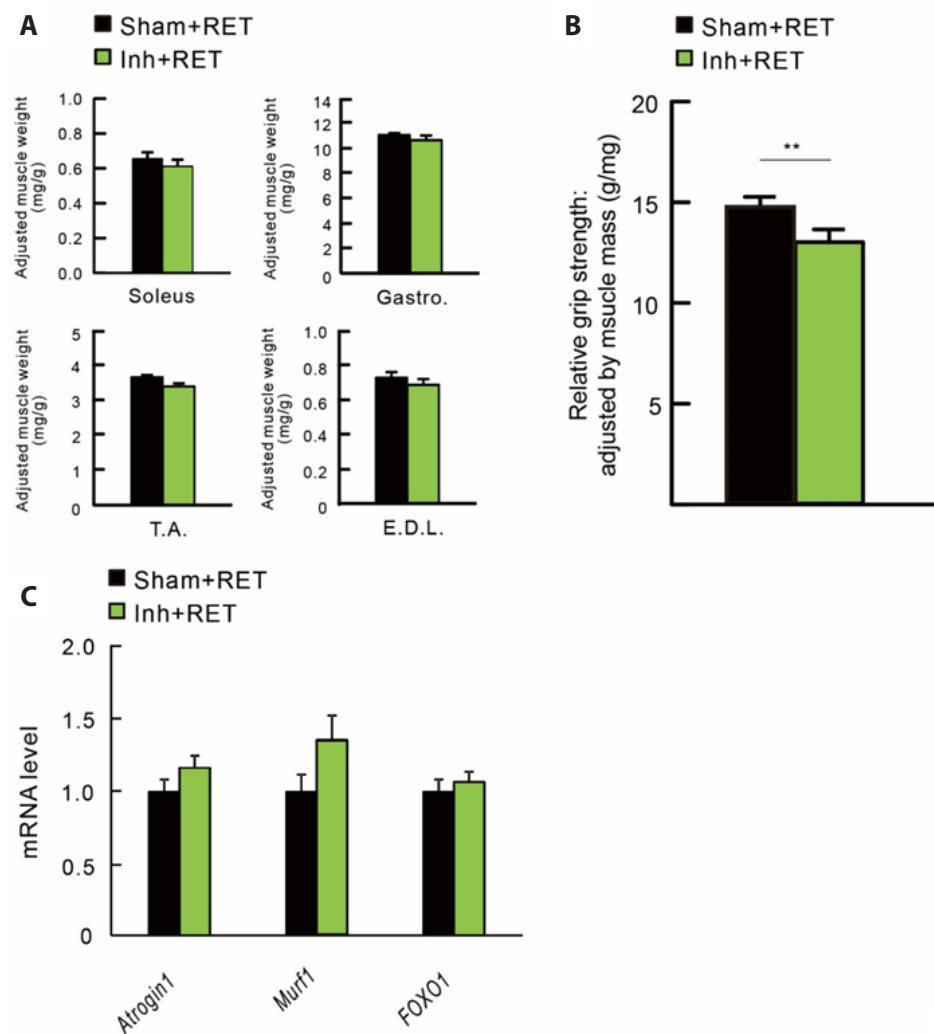 A
Sham+RET
Inh+RET
Adjusted muscle weight
(mg/g)
1.0
0.8
0.6
0.4
0.2
0.0
Soleus
Adjusted muscle weight
(mg/g)
14
12
10
8
6
4
2
0
Gastro.
Adjusted muscle weight
(mg/g)
5
4
3
2
1
0
T.A.
Adjusted muscle weight
(mg/g)
1.0
0.8
0.6
0.4
0.2
0
E.D.L.
B
Sham+RET
Inh+RET
Relative grip strength:
adjusted by msucle mass (g/mg)
20
15
10
5
**
C
Sham+RET
Inh+RET
mRNA level
2.0
1.5
1.0
0.5
0
Atrogin1
Murf1
FOXO1